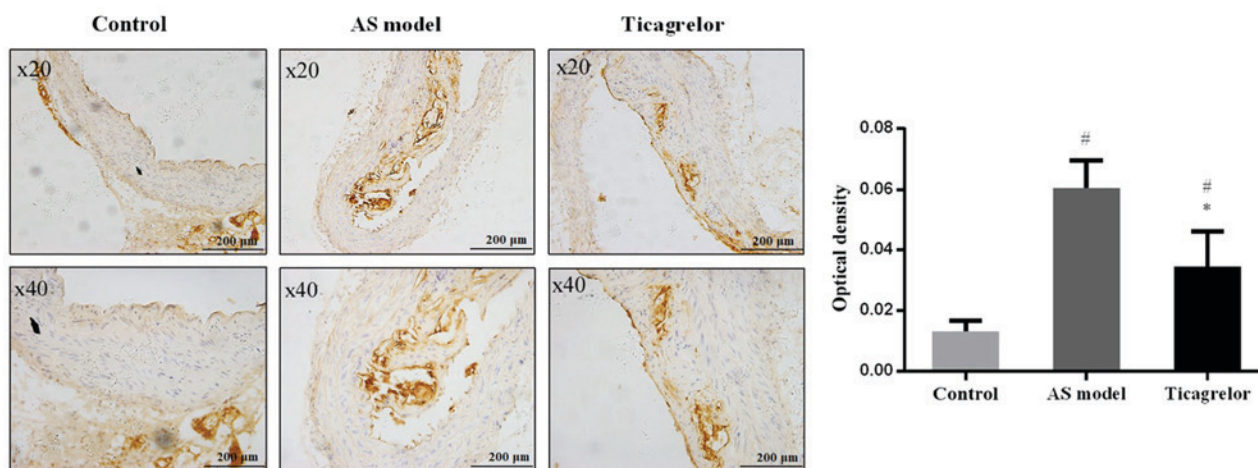 Control AS model Ticagrelor
x20 x20 x20
200 µm 200 µm 200 µm
x40 x40 x40
200 µm 200 µm 200 µm
Optical density
0.08
0.06
0.04
0.02
0.00
#
#
*
Control AS model Ticagrelor